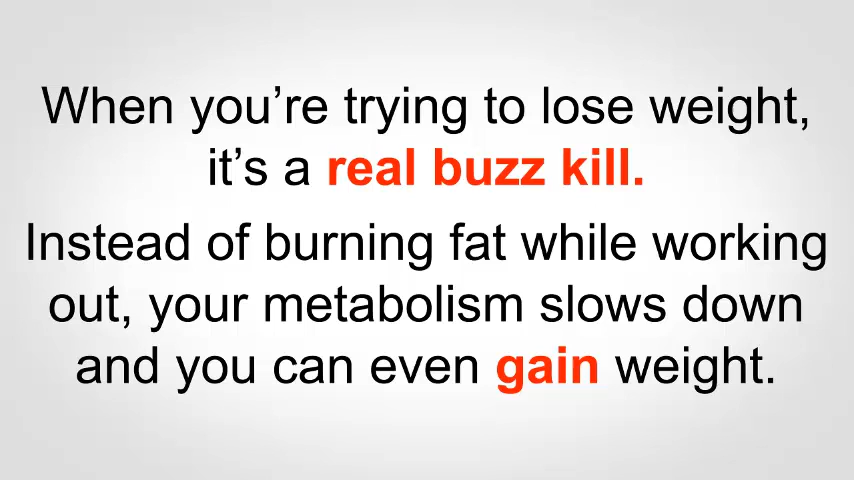 When you’re trying to lose weight,
it’s a real buzz kill.
Instead of burning fat while working
out, your metabolism slows down
and you can even gain weight.